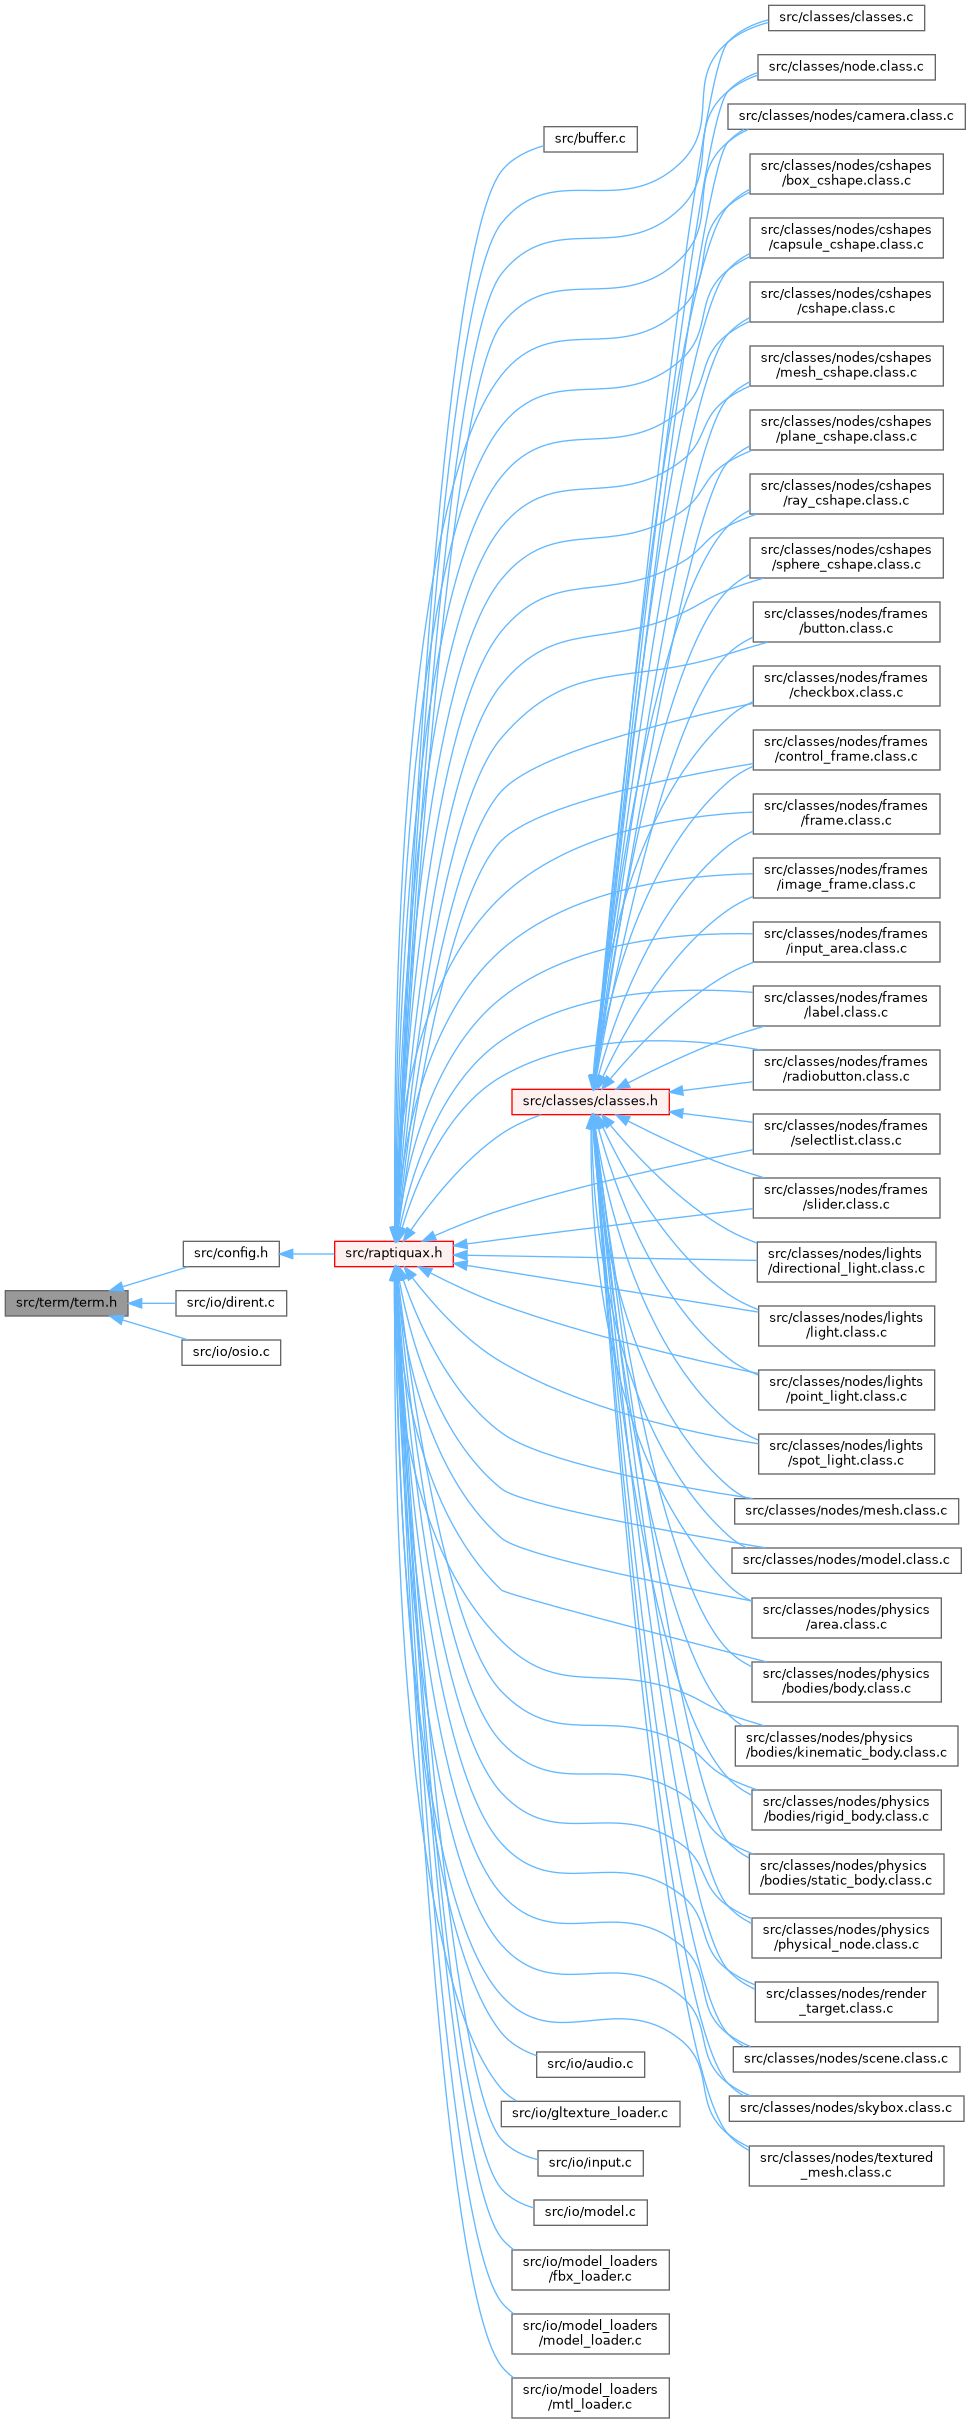 src/classes/classes.c
src/classes/node.class.c
src/classes/nodes/camera.class.c
src/buffer.c
src/classes/nodes/cshapes
/box_cshape.class.c
src/classes/nodes/cshapes
/capsule_cshape.class.c
src/classes/nodes/cshapes
/cshape.class.c
src/classes/nodes/cshapes
/mesh_cshape.class.c
src/classes/nodes/cshapes
/plane_cshape.class.c
src/classes/nodes/cshapes
/ray_cshape.class.c
src/classes/nodes/cshapes
/sphere_cshape.class.c
src/classes/nodes/frames
/button.class.c
src/classes/nodes/frames
/checkbox.class.c
src/classes/nodes/frames
/control_frame.class.c
src/classes/nodes/frames
/frame.class.c
src/classes/nodes/frames
/image_frame.class.c
src/classes/nodes/frames
/input_area.class.c
src/classes/nodes/frames
/label.class.c
src/classes/nodes/frames
/radiobutton.class.c
src/classes/classes.h
src/classes/nodes/frames
/selectlist.class.c
src/classes/nodes/frames
/slider.class.c
src/config.h
src/raptiquax.h
src/classes/nodes/lights
/directional_light.class.c
src/term/term.h
src/io/dirent.c
src/classes/nodes/lights
/light.class.c
src/io/osio.c
src/classes/nodes/lights
/point_light.class.c
src/classes/nodes/lights
/spot_light.class.c
src/classes/nodes/mesh.class.c
src/classes/nodes/model.class.c
src/classes/nodes/physics
/area.class.c
src/classes/nodes/physics
/bodies/body.class.c
src/classes/nodes/physics
/bodies/kinematic_body.class.c
src/classes/nodes/physics
/bodies/rigid_body.class.c
src/classes/nodes/physics
/bodies/static_body.class.c
src/classes/nodes/physics
/physical_node.class.c
src/classes/nodes/render
_target.class.c
src/classes/nodes/scene.class.c
src/io/audio.c
src/classes/nodes/skybox.class.c
src/io/gltexture_loader.c
src/classes/nodes/textured
_mesh.class.c
src/io/input.c
src/io/model.c
src/io/model_loaders
/fbx_loader.c
src/io/model_loaders
/model_loader.c
src/io/model_loaders
/mtl_loader.c